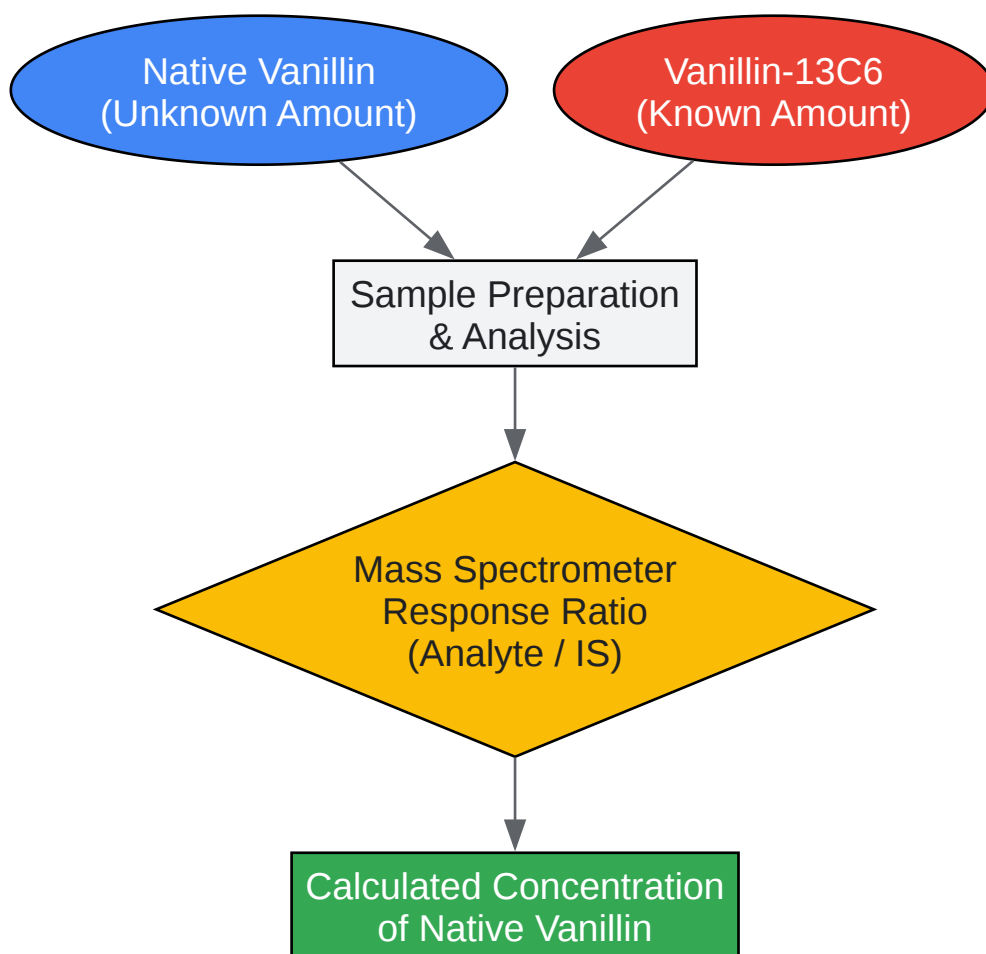 Native Vanillin
(Unknown Amount)
Vanillin-13C6
(Known Amount)
Sample Preparation
& Analysis
Mass Spectrometer
Response Ratio
(Analyte / IS)
Calculated Concentration
of Native Vanillin